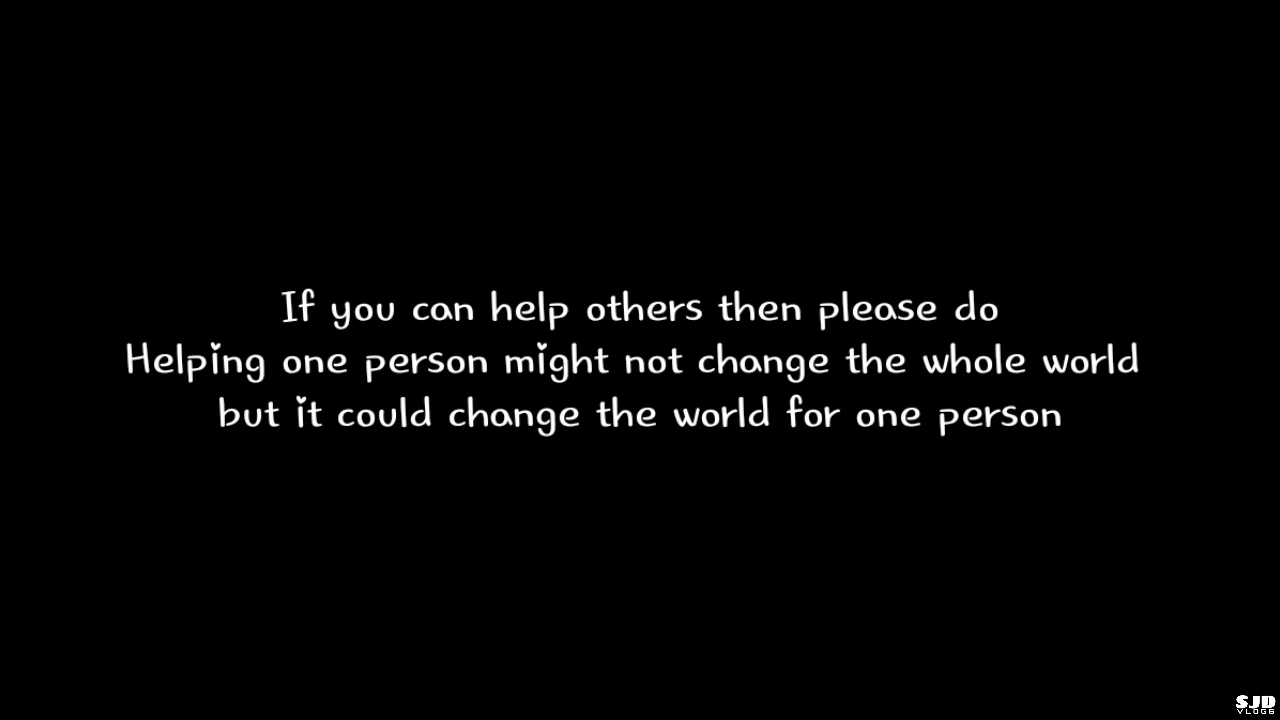 If you can help others then please do
Helping one person might not change the whole world
but it could change the world for one person
SJD
VLOGS